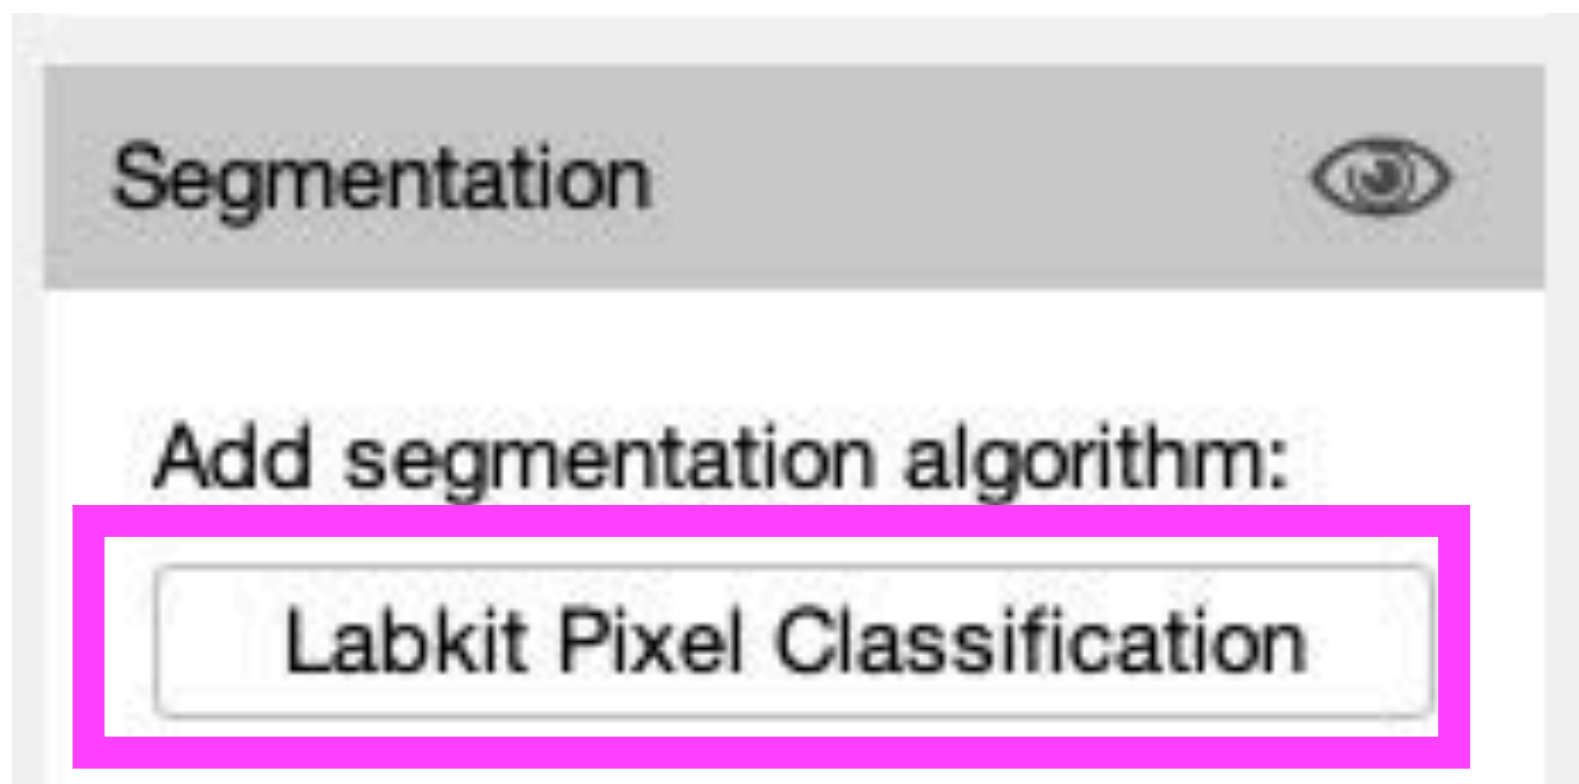 Segmentation
Add segmentation algorithm:
Labkit Pixel Classification